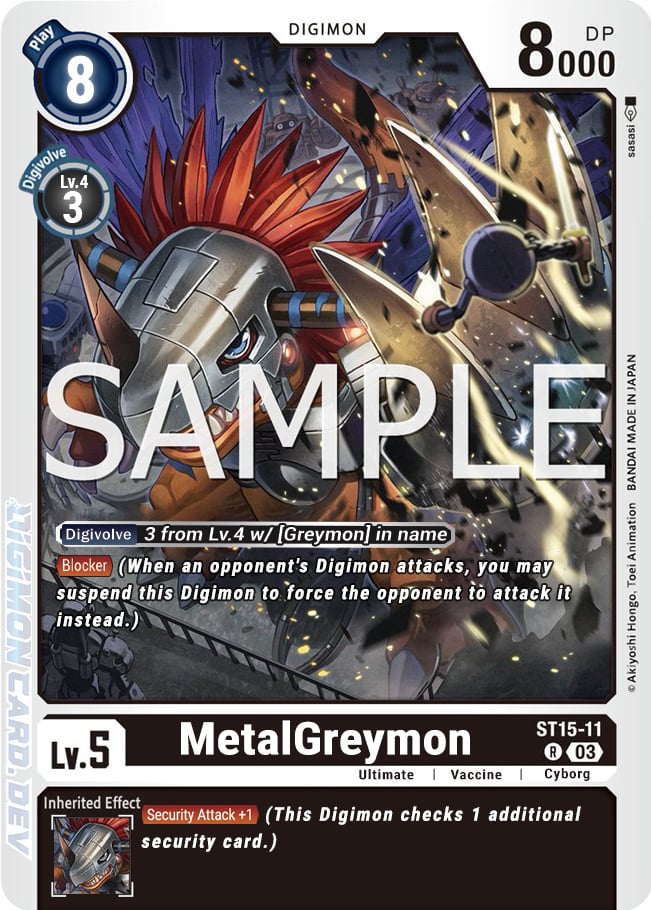 DIGIMON
Play
8
DP
8000
Digivolve
Lv.4
3
sasasi
SAMPLE
Digivolve 3 from Lv.4 w/ [Greymon] in name
Blocker (When an opponent's Digimon attacks, you may
suspend this Digimon to force the opponent to attack it
instead.)
© Akiyoshi Hongo, Toei Animation BANDAI MADE IN JAPAN
DIGIMONCARD.DEV
Lv.5
MetalGreymon
ST15-11
R 03
Ultimate | Vaccine | Cyborg
Inherited Effect
Security Attack +1 (This Digimon checks 1 additional
security card.)